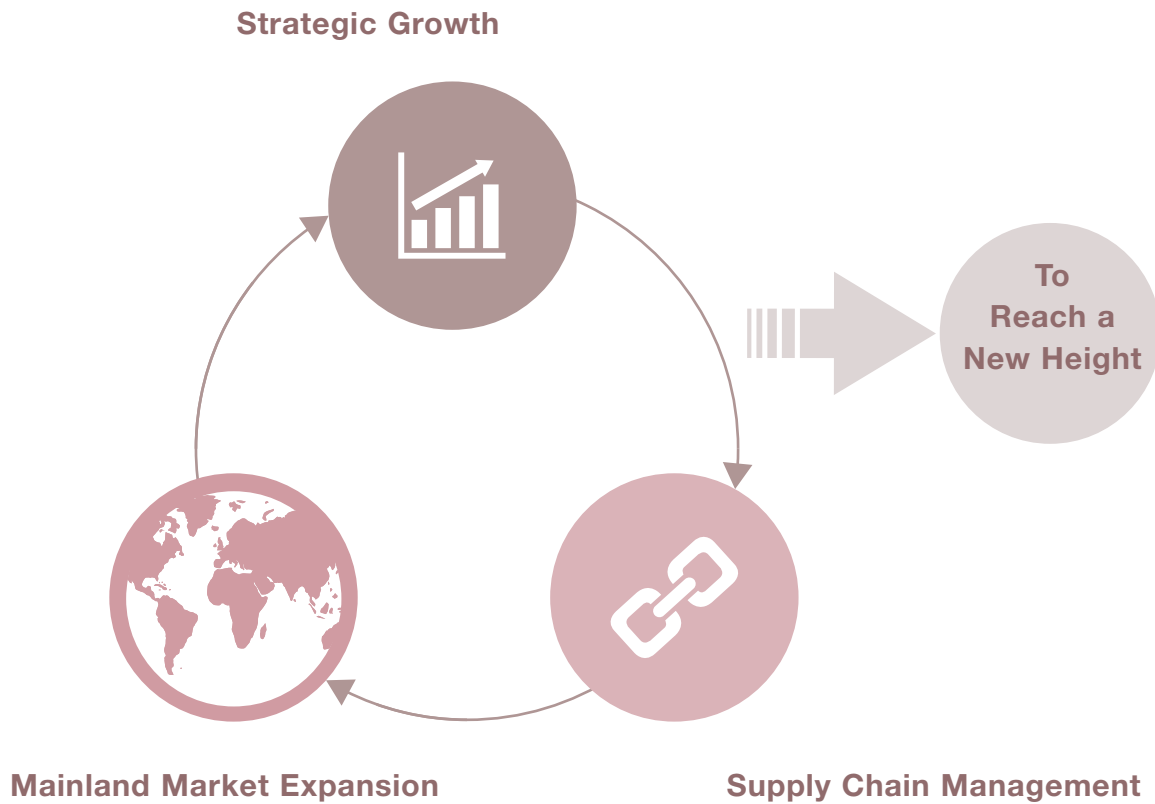 Strategic Growth
To
Reach a
New Height
Mainland Market Expansion
Supply Chain Management